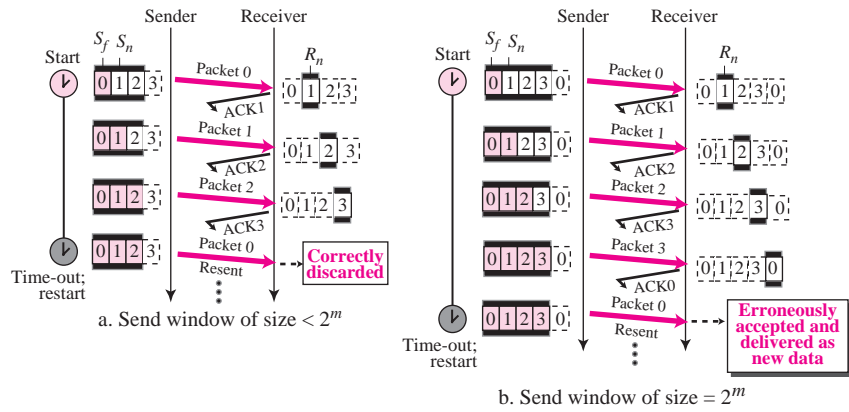 Sender
Receiver
Start
S_f
S_n
0 1 2 3
Packet 0
ACK1
R_n
0 1 2 3
0 1 2 3
Packet 1
ACK2
0 1 2 3
0 1 2 3
Packet 2
ACK3
0 1 2 3
0 1 2 3
Packet 0
Resent
Correctly
discarded
Time-out;
restart
a. Send window of size < 2^m
Sender
Receiver
Start
S_f
S_n
0 1 2 3 0
Packet 0
ACK1
R_n
0 1 2 3 0
0 1 2 3 0
Packet 1
ACK2
0 1 2 3 0
0 1 2 3 0
Packet 2
ACK3
0 1 2 3 0
0 1 2 3 0
Packet 3
ACK0
0 1 2 3 0
0 1 2 3 0
Packet 0
Resent
Erroneously
accepted and
delivered as
new data
Time-out;
restart
b. Send window of size = 2^m